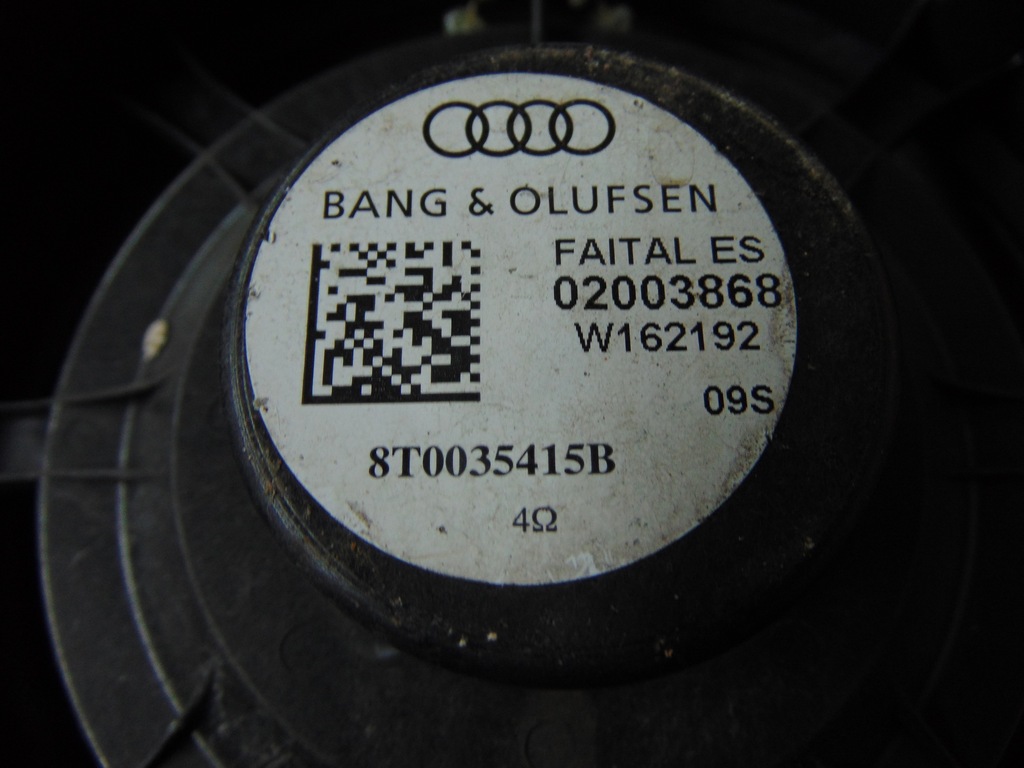 BANG & OLUFSEN
FAITAL ES
02003868
W162192
09S
8T0035415B
4Ω